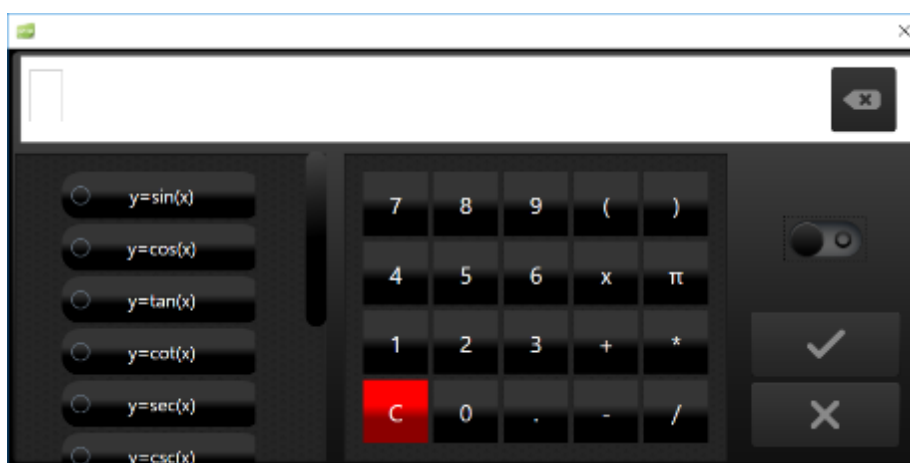 y=sin(x)
y=cos(x)
y=tan(x)
y=cot(x)
y=sec(x)
y=csc(x)
7 8 9 ( )
4 5 6 x π
1 2 3 + *
C 0 . - /